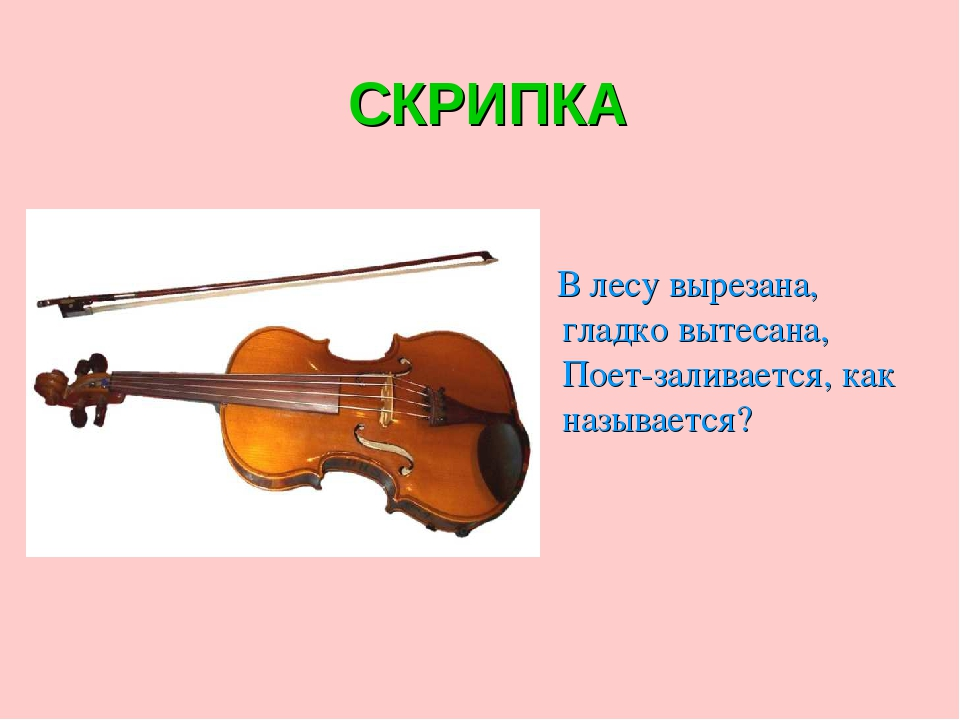 СКРИПКА
В лесу вырезана,
гладко вытесана,
Поет-заливается, как
называется?